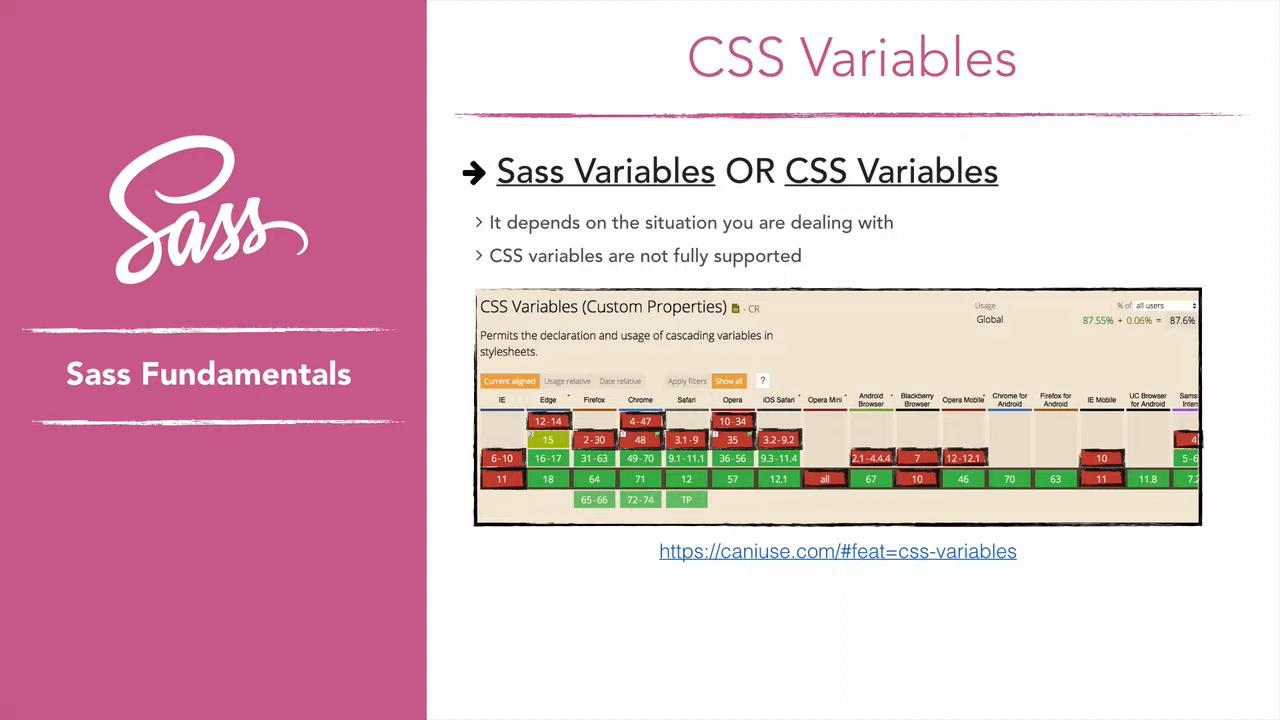 Sass
Sass Fundamentals
CSS Variables
Sass Variables OR CSS Variables
It depends on the situation you are dealing with
CSS variables are not fully supported
CSS Variables (Custom Properties) - CR
Usage % of all users
Global 87.55% + 0.06% = 87.6%
Permits the declaration and usage of cascading variables in
stylesheets.
Current aligned Usage relative Date relative Apply filters Show all ?
IE Edge Firefox Chrome Safari Opera iOS Safari Opera Mini Android Browser Blackberry Browser Opera Mobile Chrome for Android Firefox for Android IE Mobile UC Browser for Android Sams Inter
12-14 4-47 10-34
15 2-30 48 3.1-9 35 3.2-9.2 4
6-10 16-17 31-63 49-70 9.1-11.1 36-56 9.3-11.4 2.1-4.4.4 7 12-12.1 10 5-6
11 18 64 71 12 57 12.1 all 67 10 46 70 63 11 11.8 7.2
65-66 72-74 TP
https://caniuse.com/#feat=css-variables